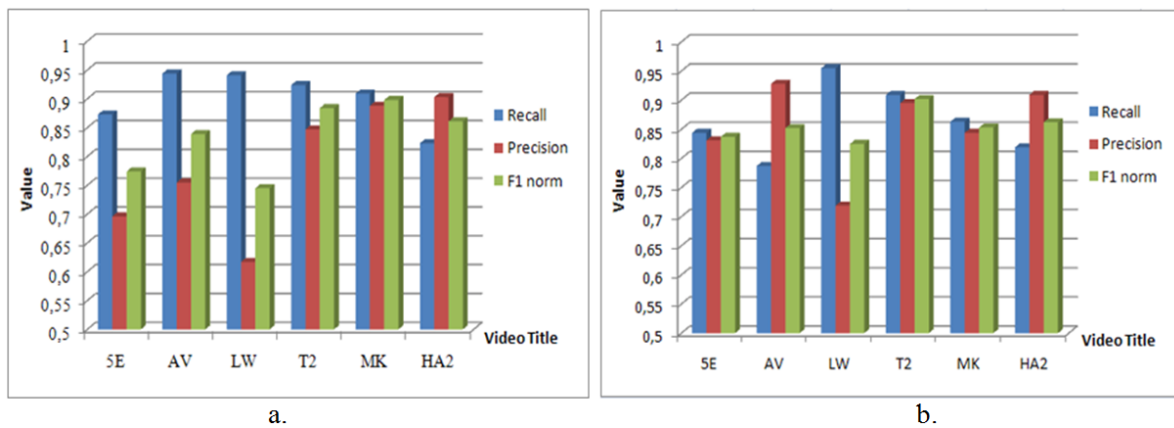 1
0,95
0,9
0,85
0,8
0,75
0,7
0,65
0,6
0,55
0,5
Value
5E AV LW T2 MK HA2
Video Title
Recall
Precision
F1 norm
a.
1
0,95
0,9
0,85
0,8
0,75
0,7
0,65
0,6
0,55
0,5
Value
5E AV LW T2 MK HA2
Video Title
Recall
Precision
F1 norm
b.